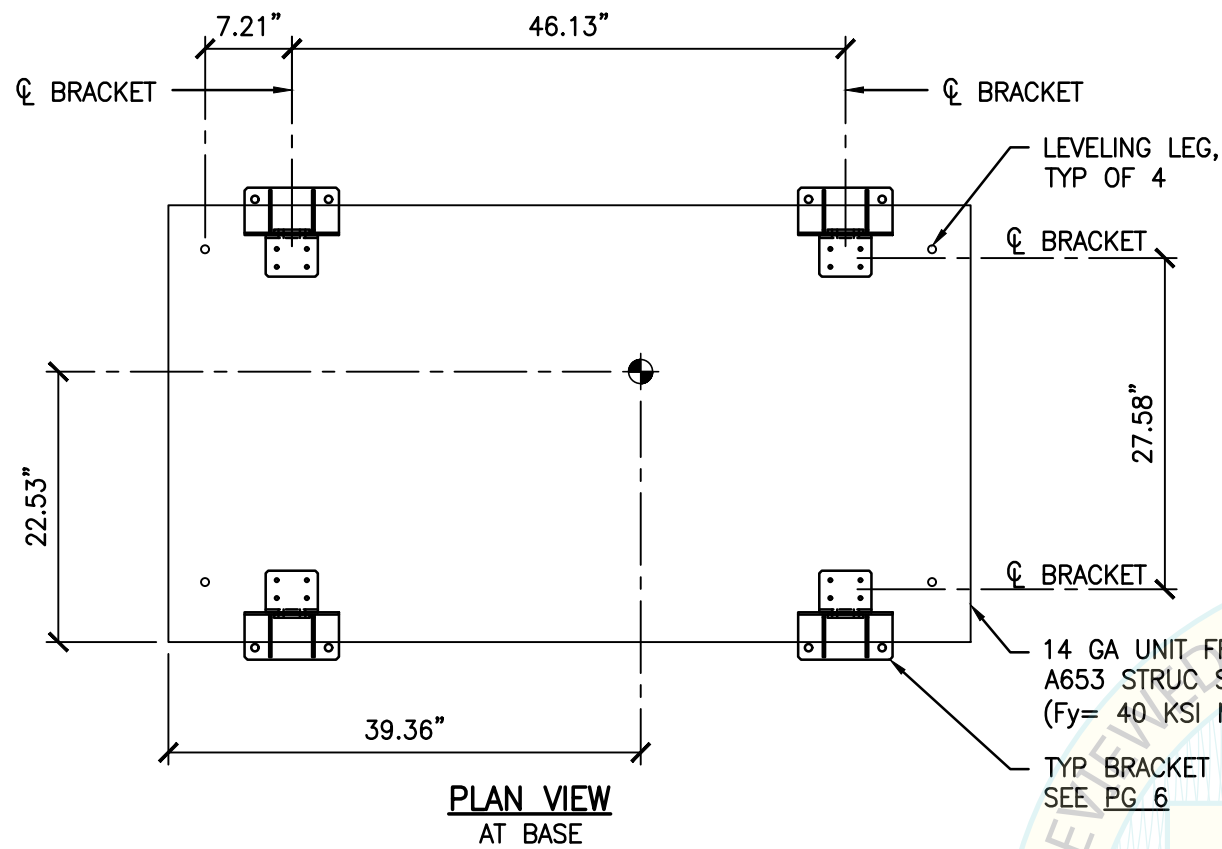 7.21”
46.13”
℄ BRACKET
℄ BRACKET
LEVELING LEG,
TYP OF 4
℄ BRACKET
27.58”
22.53”
℄ BRACKET
14 GA UNIT
A653 STRUC
(Fy= 40 KSI
39.36”
TYP BRACKET
SEE PG 6
PLAN VIEW
AT BASE